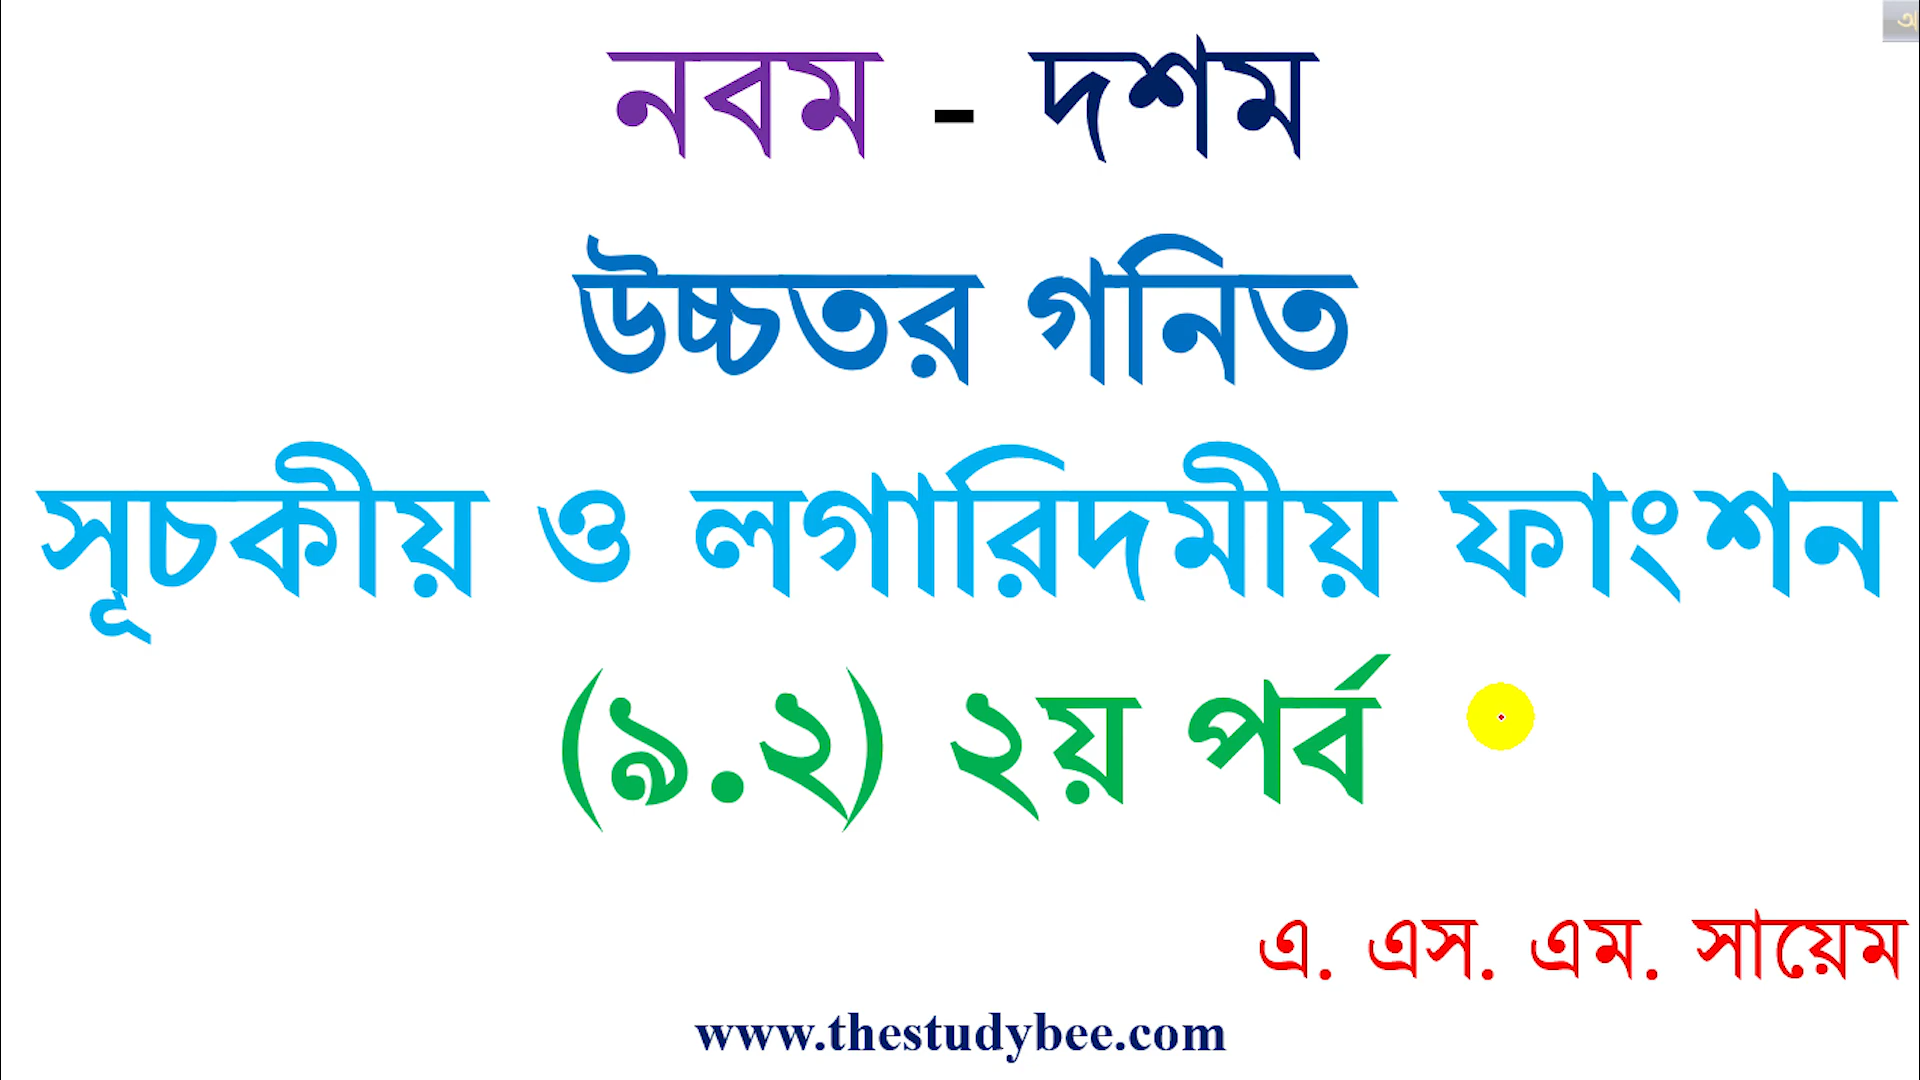 নবম - দশম
উচ্চতর গনিত
সূচকীয় ও লগারিদমীয় ফাংশন
(৯.২) ২য় পর্ব
এ. এস. এম. সায়েম
www.thestudybee.com